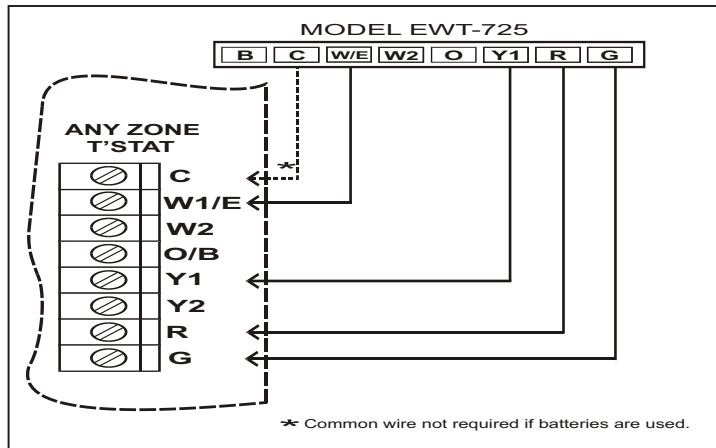 MODEL EWT-725
B C W/E W2 O Y1 R G
ANY ZONE
T'STAT
*
C
W1/E
W2
O/B
Y1
Y2
R
G
* Common wire not required if batteries are used.